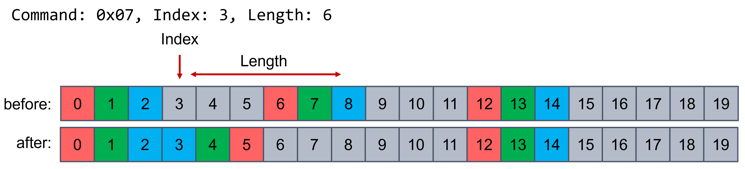 Command: 0x07, Index: 3, Length: 6
Index
Length
before: 0 1 2 3 4 5 6 7 8 9 10 11 12 13 14 15 16 17 18 19
after: 0 1 2 3 4 5 6 7 8 9 10 11 12 13 14 15 16 17 18 19